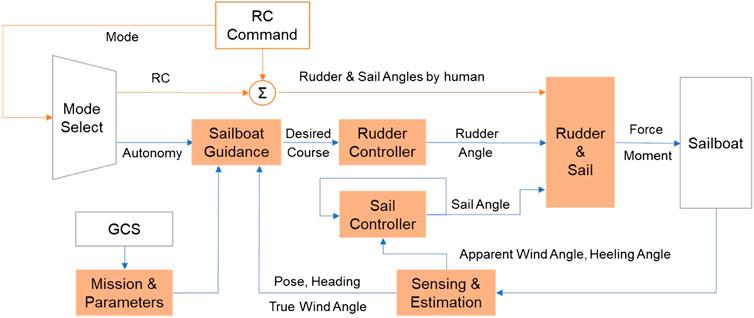 RC
Command
Mode
RC
Σ
Rudder & Sail Angles by human
Mode
Select
Autonomy
Sailboat
Guidance
Desired
Course
Rudder
Controller
Rudder
Angle
Rudder
&
Sail
Force
Moment
Sailboat
Sail
Controller
Sail Angle
GCS
Apparent Wind Angle, Heeling Angle
Mission &
Parameters
Pose, Heading
True Wind Angle
Sensing &
Estimation